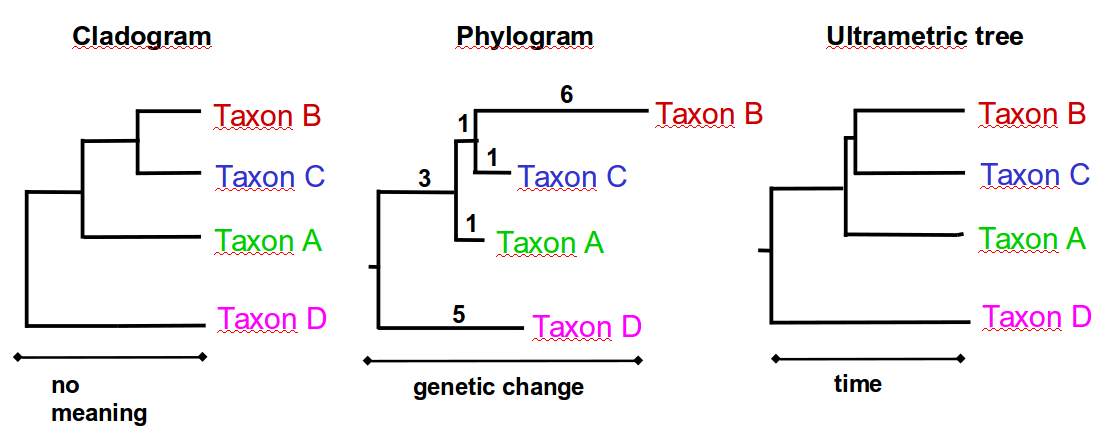 Cladogram
Taxon B
Taxon C
Taxon A
Taxon D
no
meaning
Phylogram
6
Taxon B
1
1
Taxon C
3
1
Taxon A
5
Taxon D
genetic change
Ultrametric tree
Taxon B
Taxon C
Taxon A
Taxon D
time